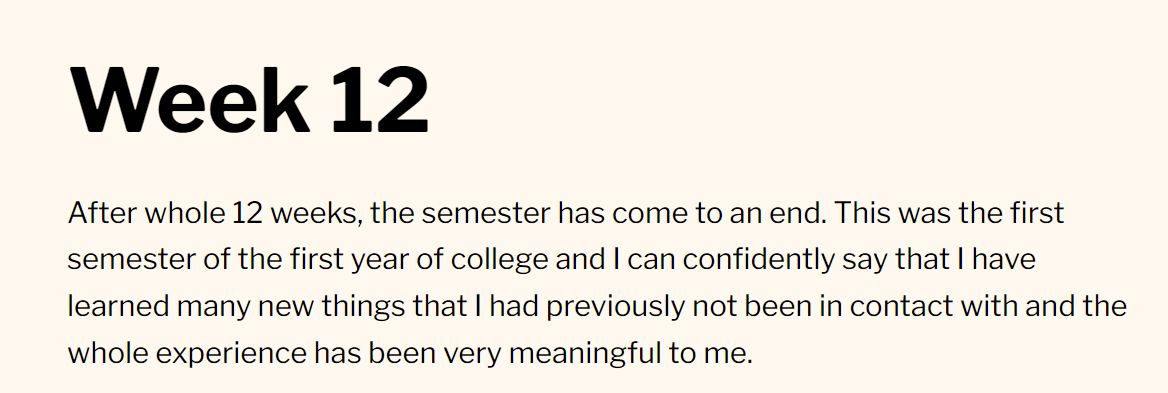 Week 12
After whole 12 weeks, the semester has come to an end. This was the first
semester of the first year of college and I can confidently say that I have
learned many new things that I had previously not been in contact with and the
whole experience has been very meaningful to me.